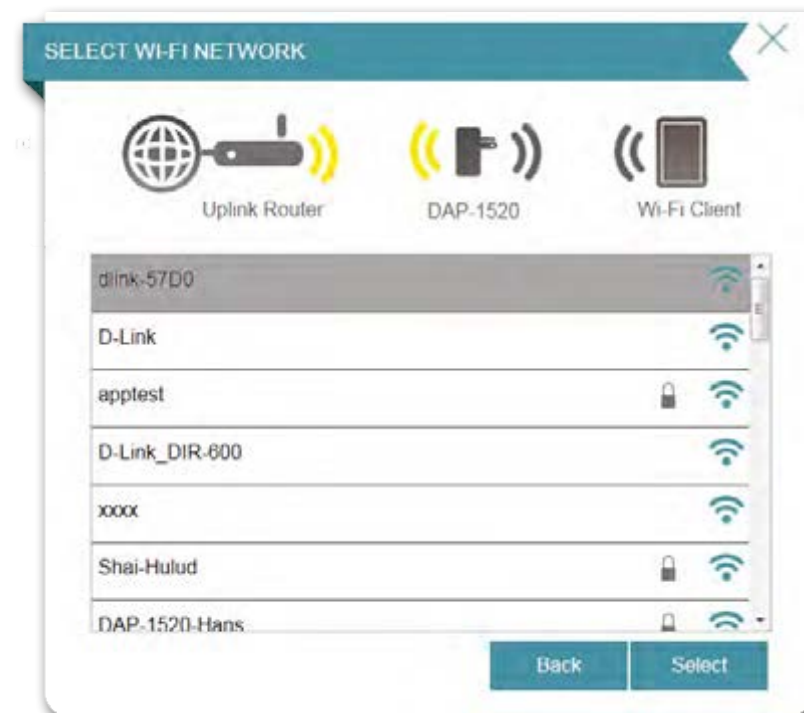 SELECT WI-FI NETWORK
Uplink Router DAP-1520 Wi-Fi Client
dlink-57D0
D-Link
apptest
D-Link_DIR-600
xxxx
Shai-Hulud
DAP-1520-Hans
Back Select